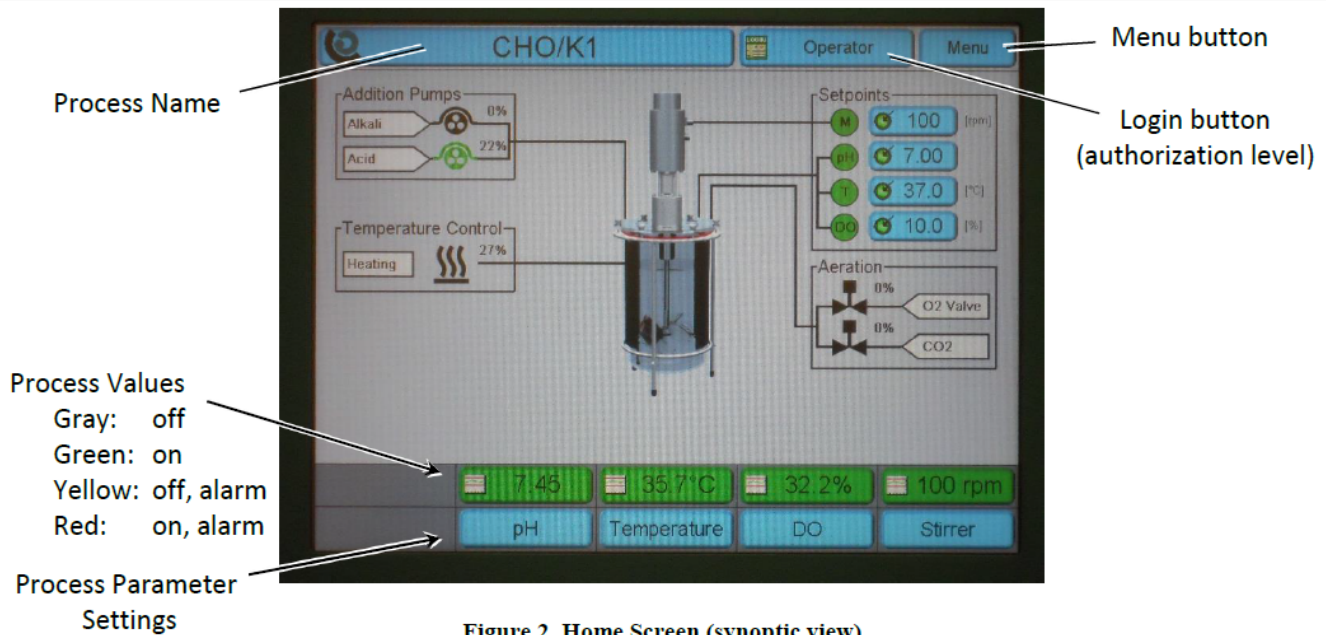 CHO/K1
Operator
Menu
Menu button
Process Name
Login button
(authorization level)
Addition Pumps
Alkali
0%
Acid
22%
Setpoints
M
100
[rpm]
pH
7.00
T
37.0
[°C]
DO
10.0
[%]
Temperature Control
Heating
27%
Aeration
0%
O2 Valve
0%
CO2
Process Values
Gray: off
Green: on
Yellow: off, alarm
Red: on, alarm
7.45
35.7°C
32.2%
100 rpm
pH
Temperature
DO
Stirrer
Process Parameter
Settings
Figure 2. Home Screen (synoptic view)